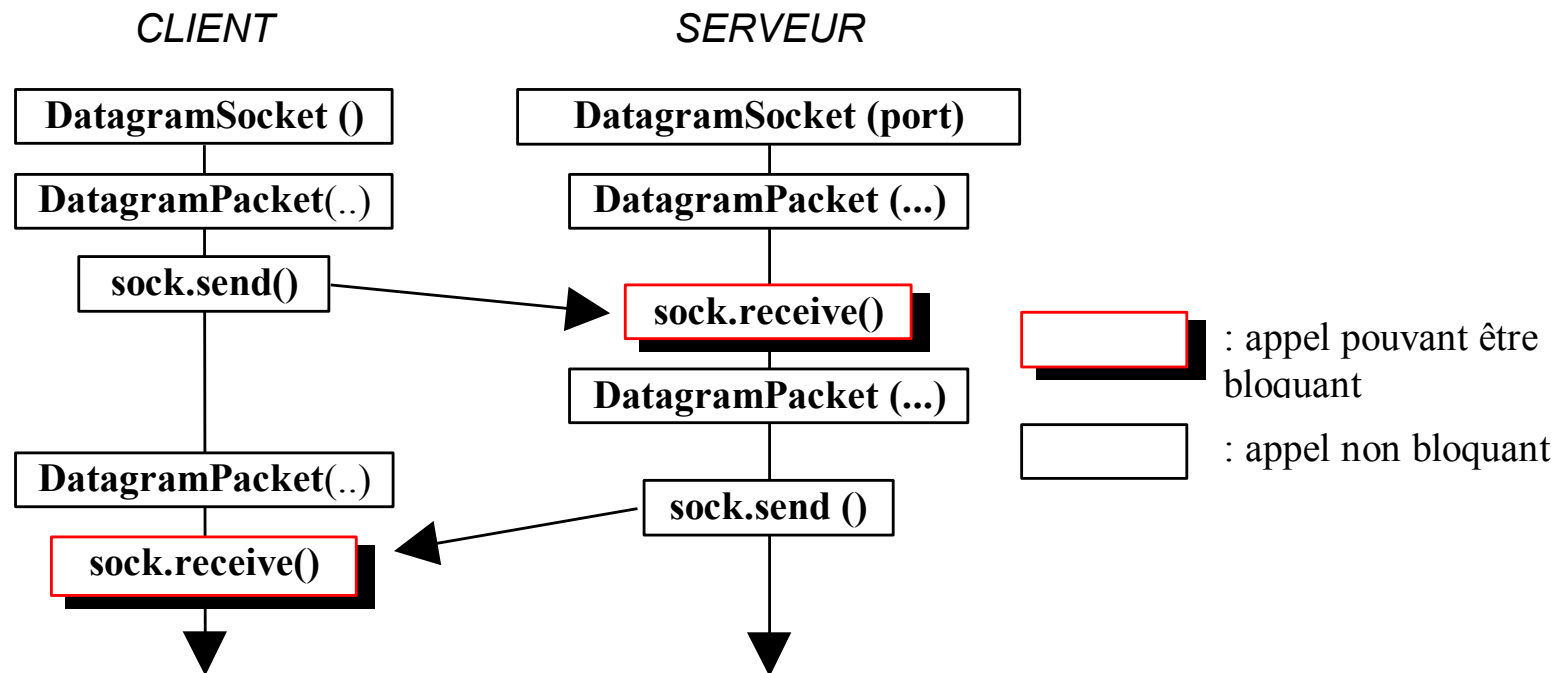 CLIENT
SERVEUR
DatagramSocket ()
DatagramSocket (port)
DatagramPacket(..)
DatagramPacket (...)
sock.send()
sock.receive()
: appel pouvant être
bloquant
DatagramPacket (...)
: appel non bloquant
DatagramPacket(..)
sock.send ()
sock.receive()